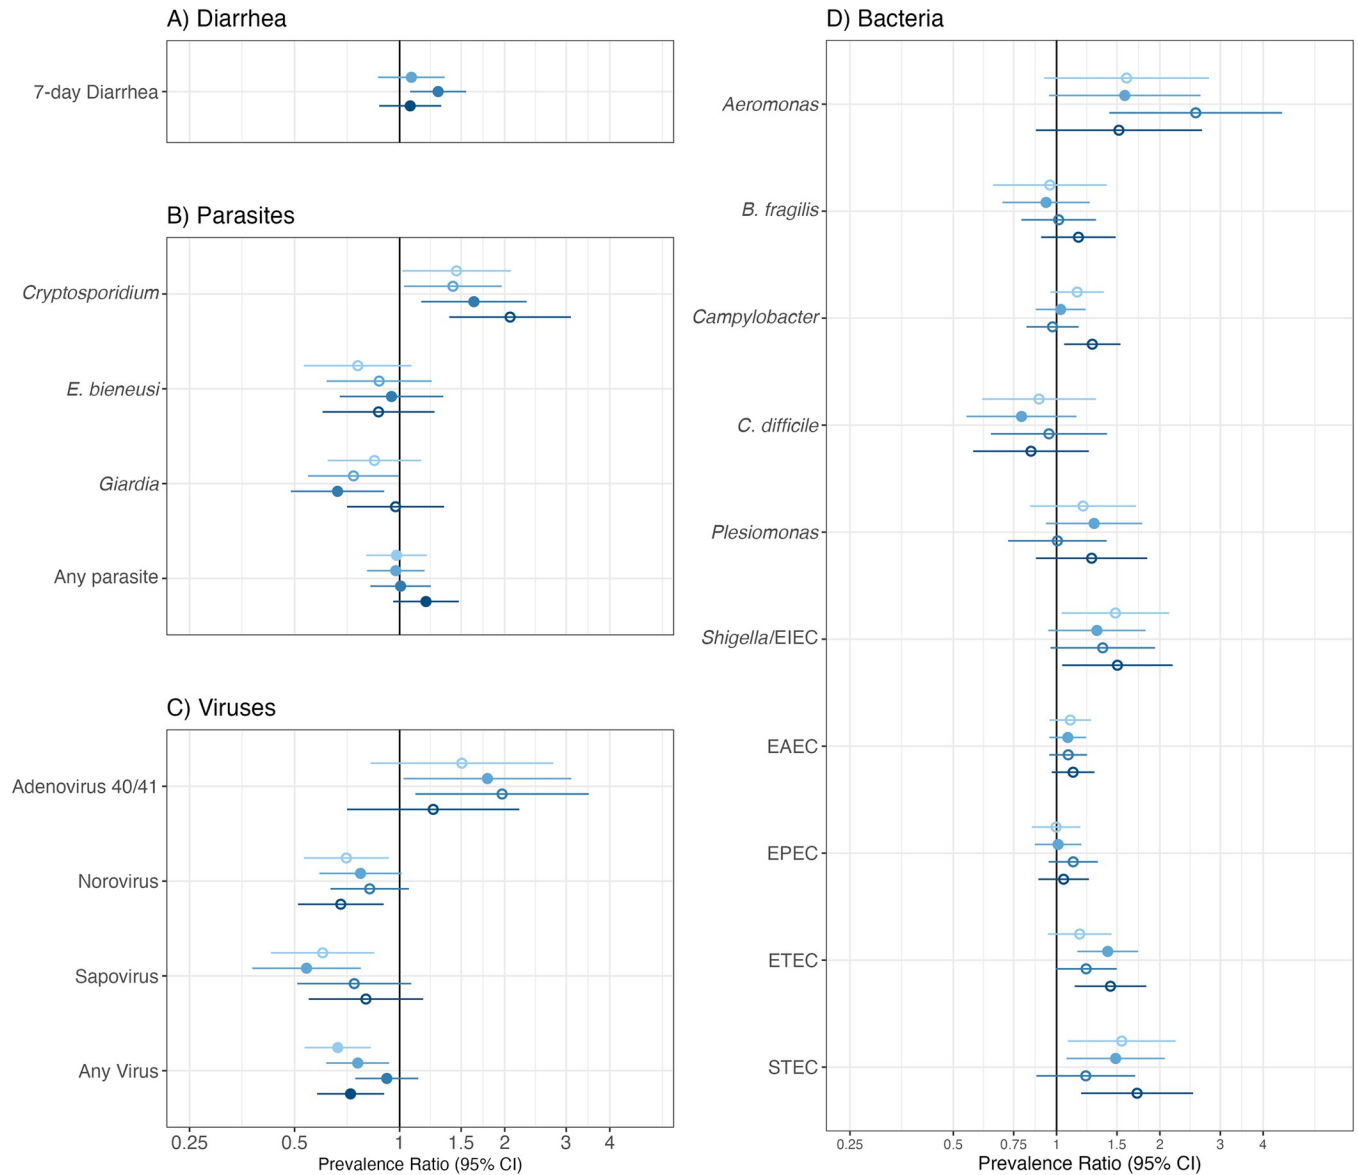 A) Diarrhea
7-day Diarrhea
B) Parasites
Cryptosporidium
E. bieneusi
Giardia
Any parasite
C) Viruses
Adenovirus 40/41
Norovirus
Sapovirus
Any Virus
0.25 0.5 1 1.5 2 3 4
Prevalence Ratio (95% CI)
D) Bacteria
Aeromonas
B. fragilis
Campylobacter
C. difficile
Plesiomonas
Shigella/EIEC
EAEC
EPEC
ETEC
STEC
0.25 0.5 0.75 1 1.5 2 3 4
Prevalence Ratio (95% CI)